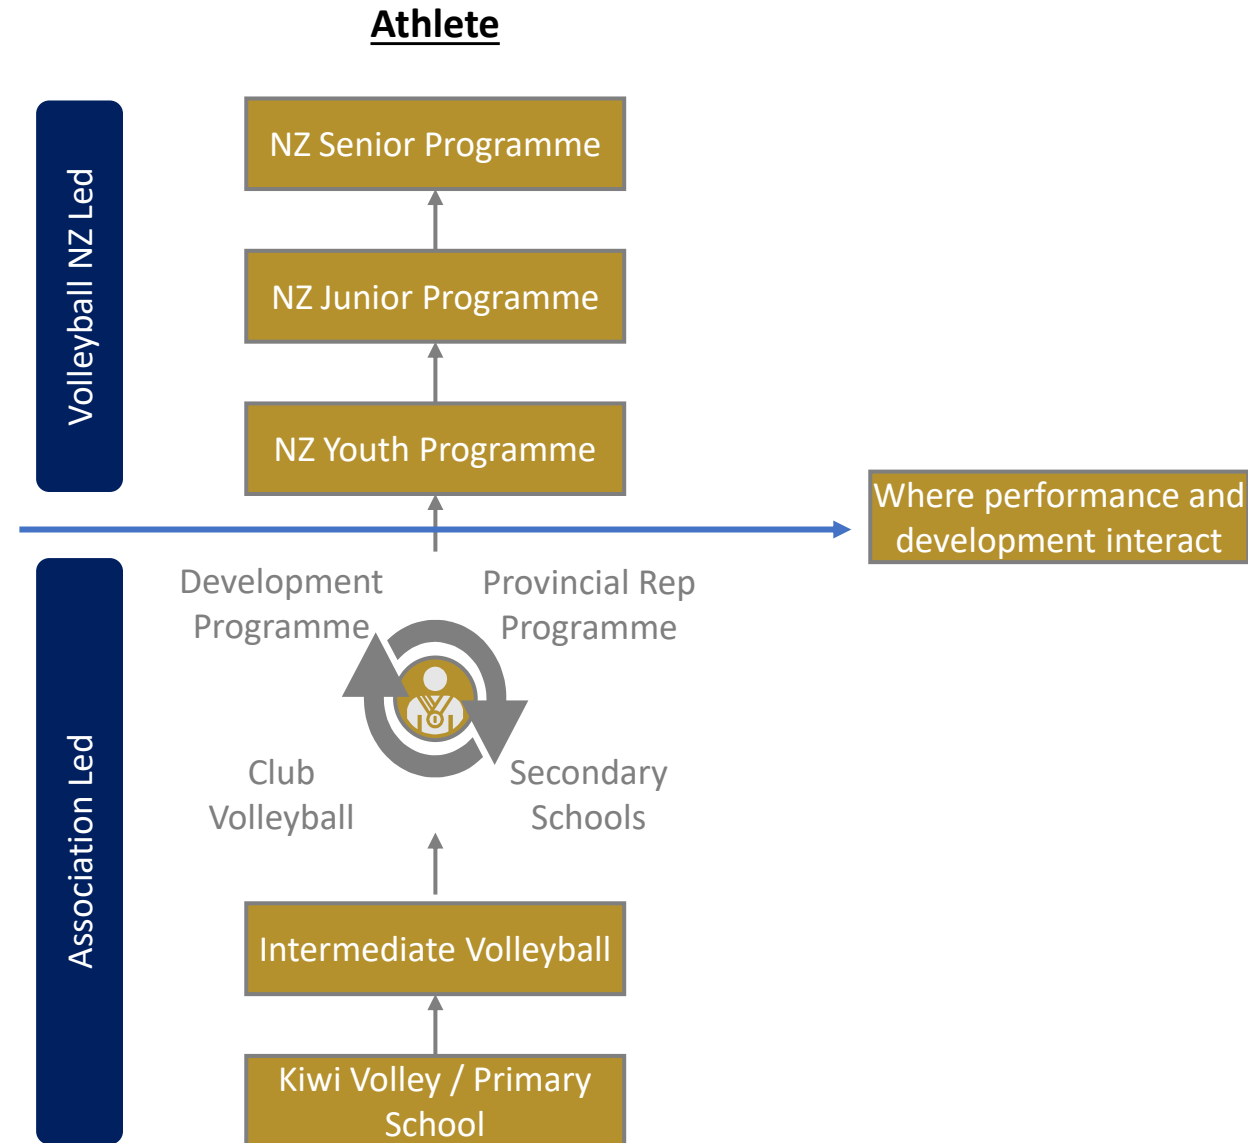 Athlete
Volleyball NZ Led
NZ Senior Programme
NZ Junior Programme
NZ Youth Programme
Where performance and
development interact
Association Led
Development
Programme
Provincial Rep
Programme
Club
Volleyball
Secondary
Schools
Intermediate Volleyball
Kiwi Volley / Primary
School